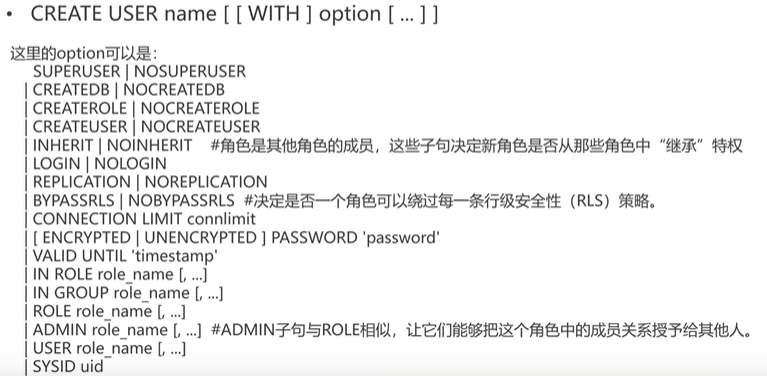 • CREATE USER name [ [ WITH ] option [ ... ] ]
这里的option可以是：
SUPERUSER | NOSUPERUSER
| CREATEDB | NOCREATEDB
| CREATEROLE | NOCREATEROLE
| CREATEUSER | NOCREATEUSER
| INHERIT | NOINHERIT #角色是其他角色的成员，这些子句决定新角色是否从那些角色中“继承”特权
| LOGIN | NOLOGIN
| REPLICATION | NOREPLICATION
| BYPASSRLS | NOBYPASSRLS #决定是否一个角色可以绕过每一条行级安全性（RLS）策略。
| CONNECTION LIMIT connlimit
| [ ENCRYPTED | UNENCRYPTED ] PASSWORD 'password'
| VALID UNTIL 'timestamp'
| IN ROLE role_name [, ...]
| IN GROUP role_name [, ...]
| ROLE role_name [, ...]
| ADMIN role_name [, ...] #ADMIN子句与ROLE相似，让它们能够把这个角色中的成员关系授予给其他人。
| USER role_name [, ...]
| SYSID uid